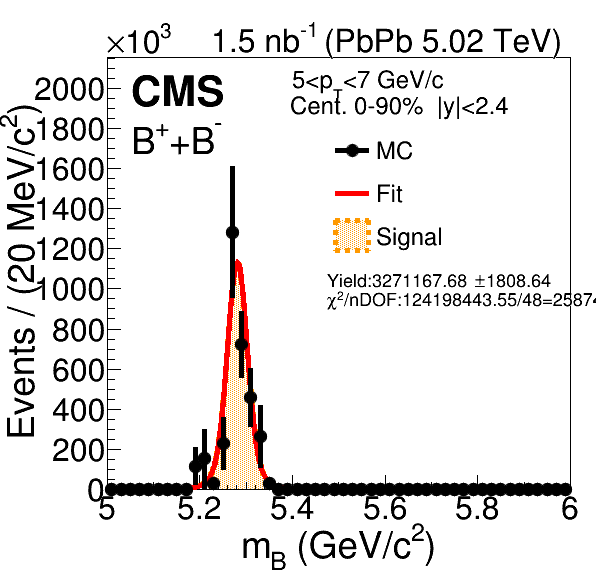 ×10³ 1.5 nb⁻¹ (PbPb 5.02 TeV)
CMS
B⁺+B⁻
5<p_T<7 GeV/c
Cent. 0-90% |y|<2.4
MC
Fit
Signal
Yield:3271167.68 ±1808.64
χ²/nDOF:124198443.55/48=25874
Events / (20 MeV/c²)
2000
1800
1600
1400
1200
1000
800
600
400
200
0
5 5.2 5.4 5.6 5.8 6
m_B (GeV/c²)